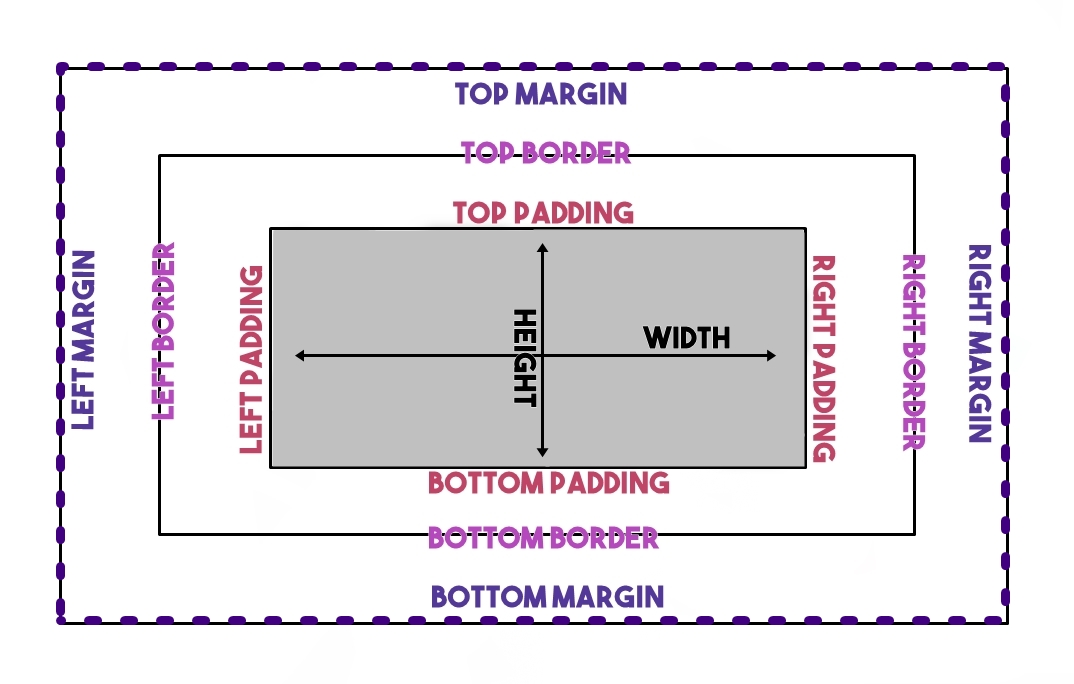 TOP MARGIN
TOP BORDER
TOP PADDING
LEFT MARGIN
LEFT BORDER
LEFT PADDING
HEIGHT
WIDTH
RIGHT PADDING
RIGHT BORDER
RIGHT MARGIN
BOTTOM PADDING
BOTTOM BORDER
BOTTOM MARGIN